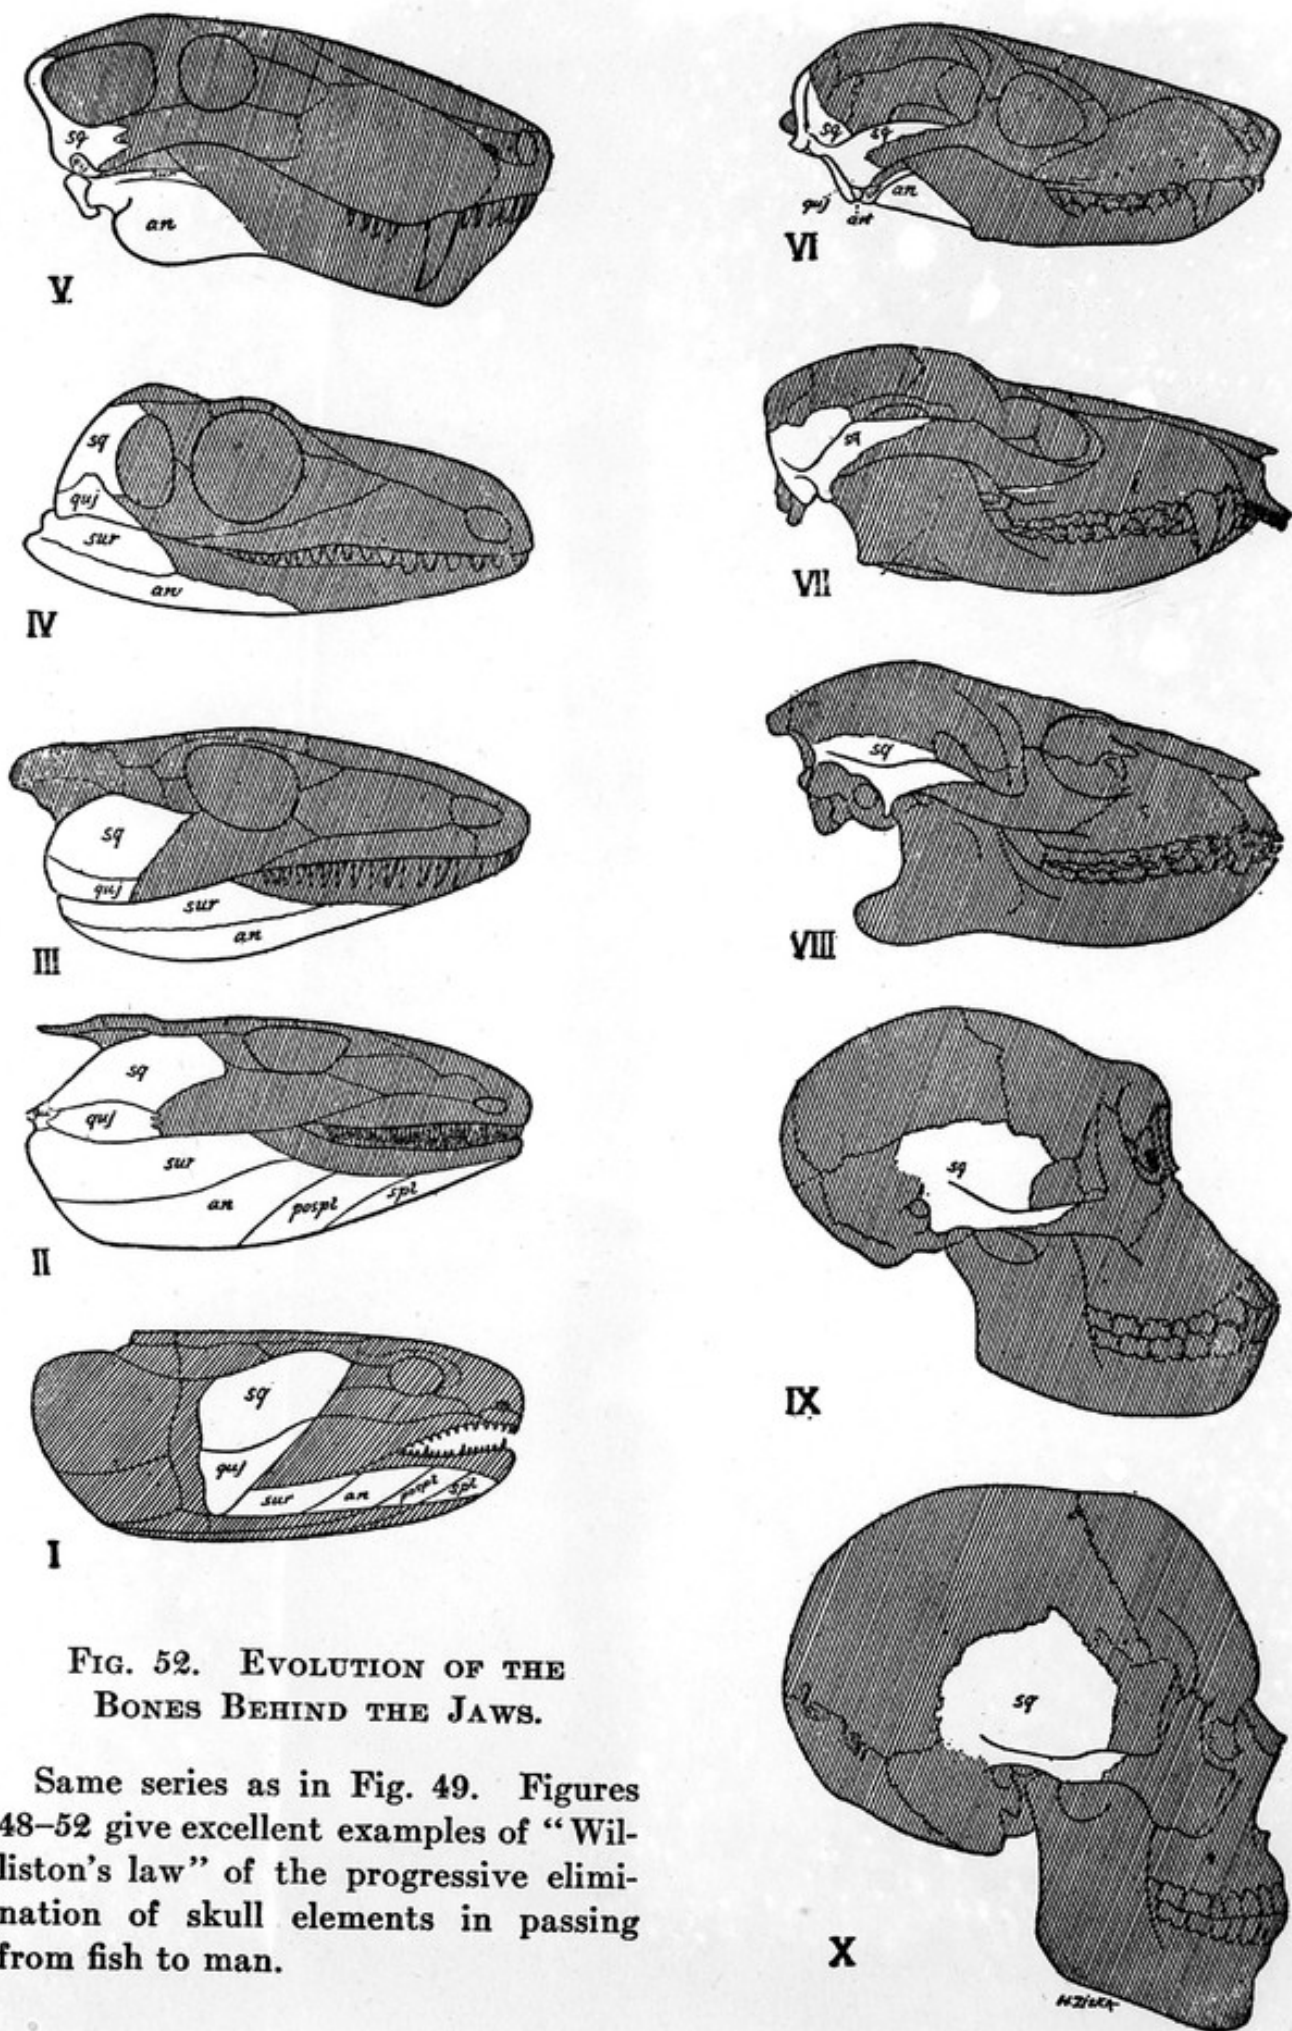 sq
sur
an
V
sq
quj
sur
an
IV
sq
quj
sur
an
III
sq
quj
sur
an
pospl
spl
II
sq
quj
sur
an
pospl
spl
I
FIG. 52. EVOLUTION OF THE
BONES BEHIND THE JAWS.
Same series as in Fig. 49. Figures
48–52 give excellent examples of “Wil-
liston’s law” of the progressive elimi-
nation of skull elements in passing
from fish to man.
sq sq
an
quj art
VI
sq
VII
sq
VIII
sq
IX
sq
X